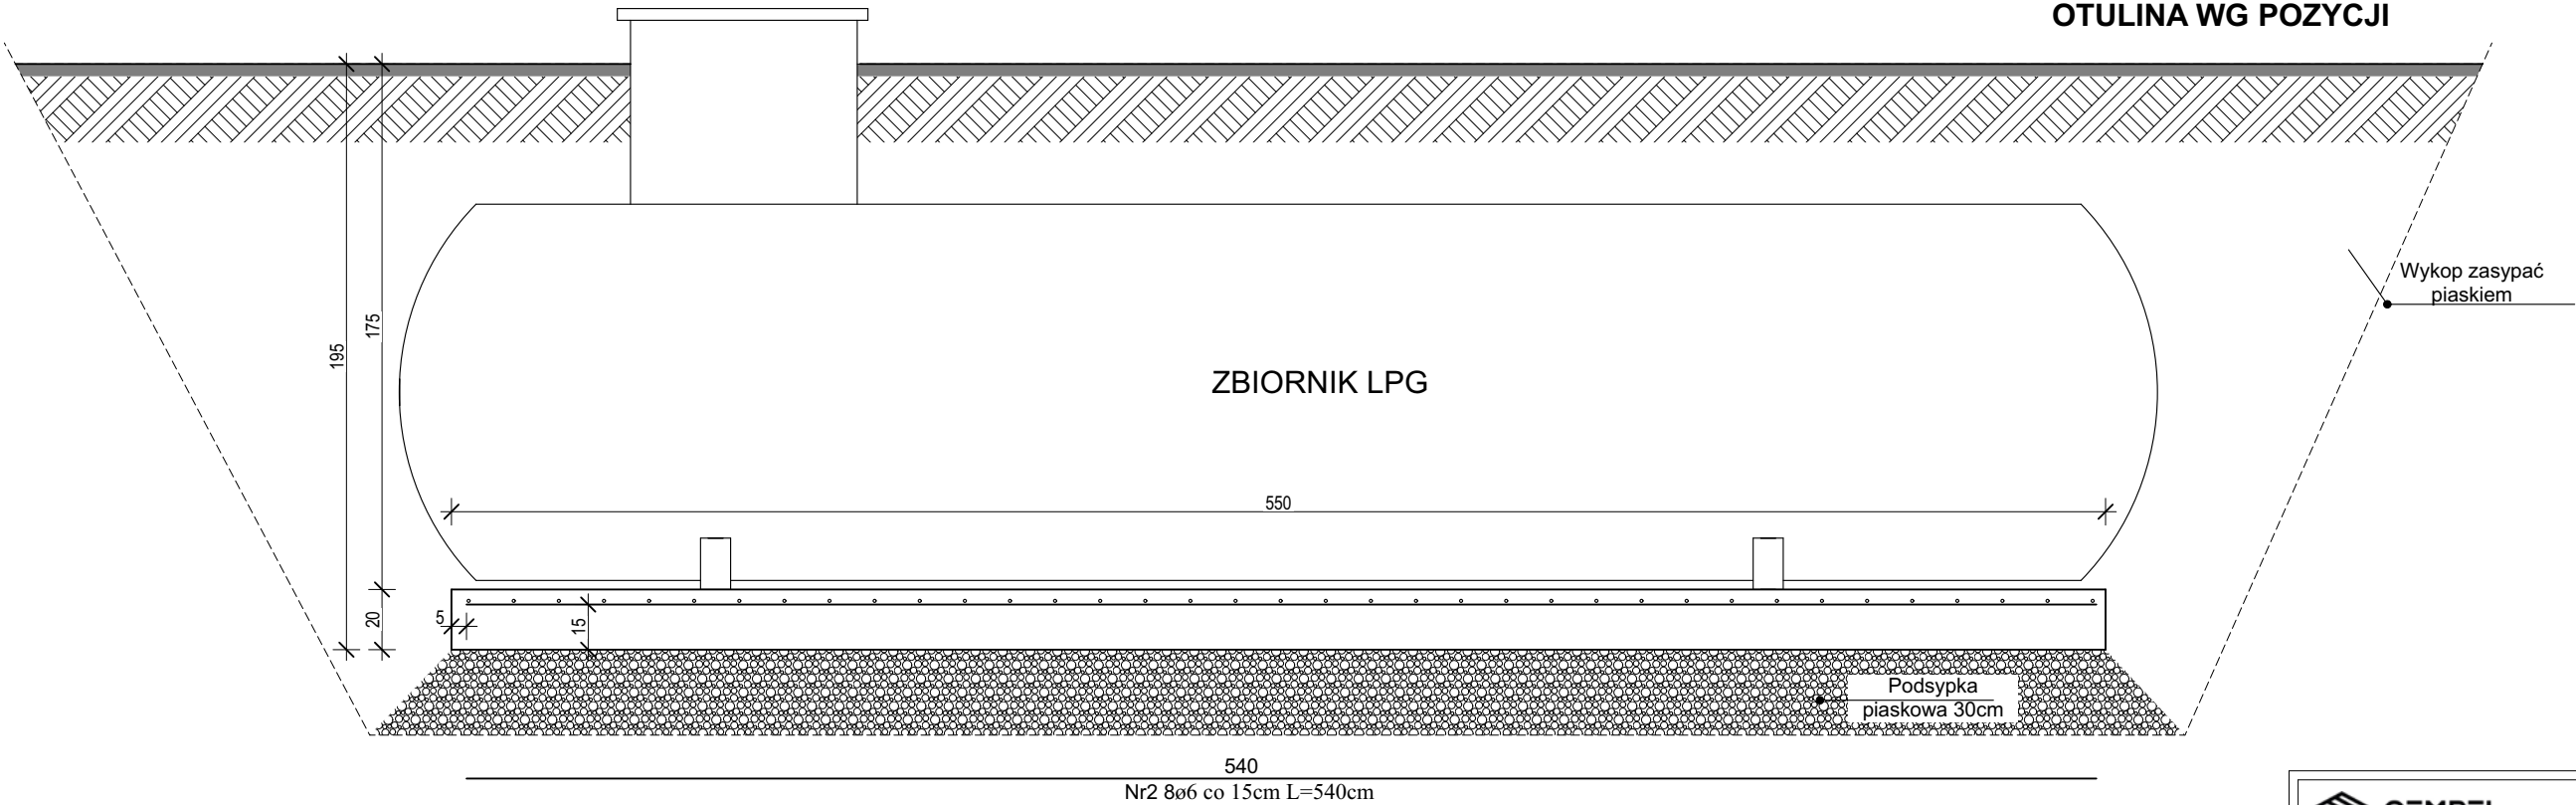 OTULINA WG POZYCJI
Wykop zasypać
piaskiem
175
195
ZBIORNIK LPG
550
5
20
15
Podsypka
piaskowa 30cm
540
Nr2 8ø6 co 15cm L=540cm